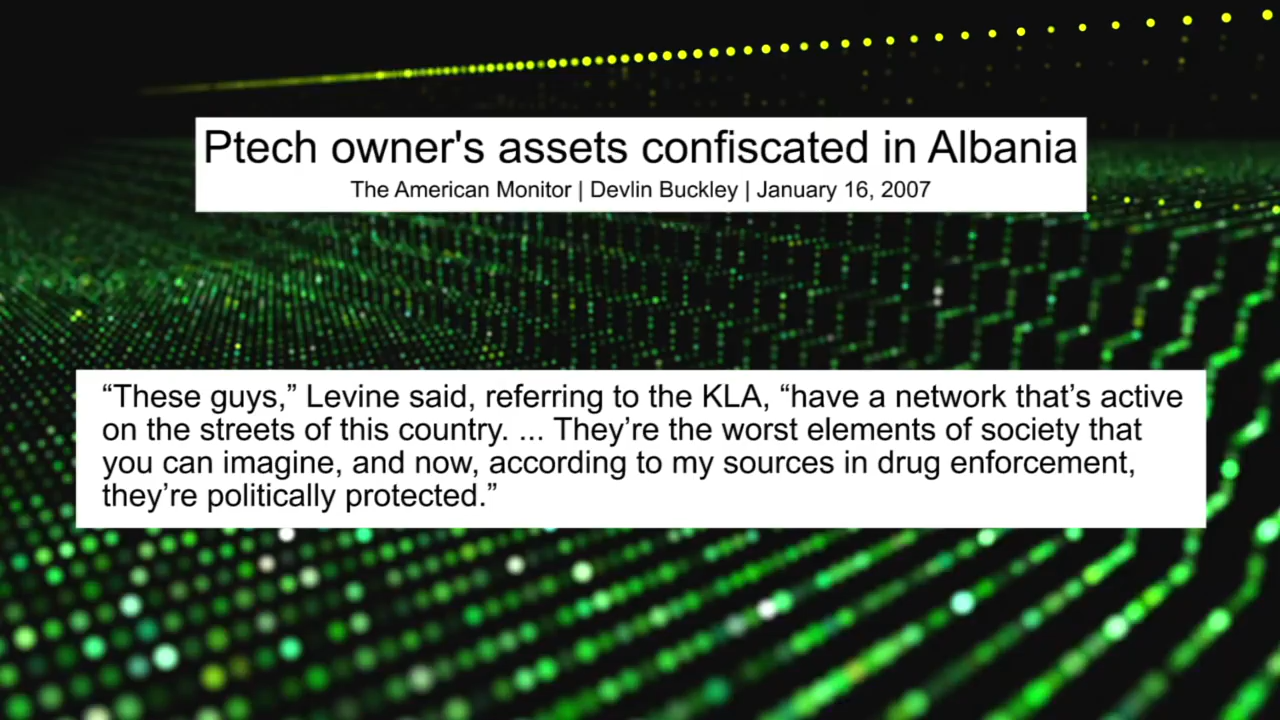 Ptech owner's assets confiscated in Albania
The American Monitor | Devlin Buckley | January 16, 2007
“These guys,” Levine said, referring to the KLA, “have a network that’s active
on the streets of this country. ... They’re the worst elements of society that
you can imagine, and now, according to my sources in drug enforcement,
they’re politically protected.”